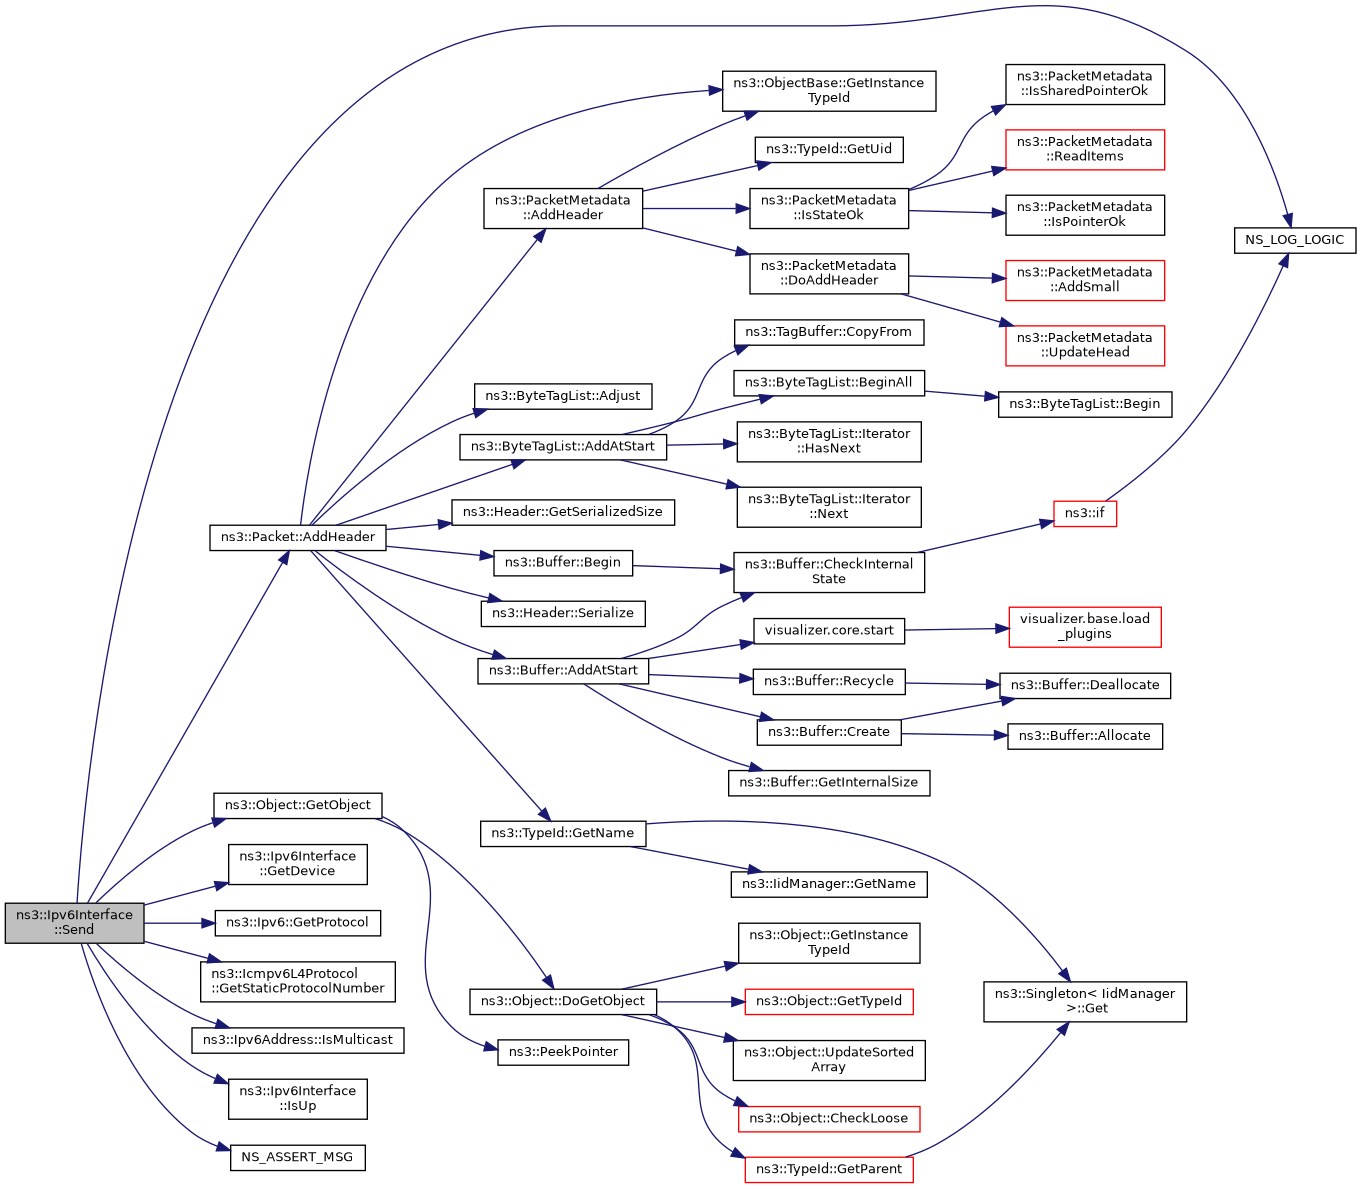 ns3::ObjectBase::GetInstance
TypeId
ns3::PacketMetadata
::IsSharedPointerOk
ns3::PacketMetadata
::ReadItems
ns3::TypeId::GetUid
ns3::PacketMetadata
::AddHeader
ns3::PacketMetadata
::IsStateOk
ns3::PacketMetadata
::IsPointerOk
NS_LOG_LOGIC
ns3::PacketMetadata
::DoAddHeader
ns3::PacketMetadata
::AddSmall
ns3::TagBuffer::CopyFrom
ns3::PacketMetadata
::UpdateHead
ns3::ByteTagList::Adjust
ns3::ByteTagList::BeginAll
ns3::ByteTagList::Begin
ns3::ByteTagList::AddAtStart
ns3::ByteTagList::Iterator
::HasNext
ns3::ByteTagList::Iterator
::Next
ns3::Header::GetSerializedSize
ns3::if
ns3::Packet::AddHeader
ns3::Buffer::Begin
ns3::Buffer::CheckInternal
State
ns3::Header::Serialize
visualizer.core.start
visualizer.base.load
_plugins
ns3::Buffer::AddAtStart
ns3::Buffer::Recycle
ns3::Buffer::Deallocate
ns3::Buffer::Create
ns3::Buffer::Allocate
ns3::Buffer::GetInternalSize
ns3::Object::GetObject
ns3::TypeId::GetName
ns3::Ipv6Interface
::GetDevice
ns3::IidManager::GetName
ns3::Ipv6Interface
::Send
ns3::Ipv6::GetProtocol
ns3::Object::GetInstance
TypeId
ns3::Icmpv6L4Protocol
::GetStaticProtocolNumber
ns3::Object::DoGetObject
ns3::Object::GetTypeId
ns3::Singleton< IidManager
>::Get
ns3::Ipv6Address::IsMulticast
ns3::PeekPointer
ns3::Object::UpdateSorted
Array
ns3::Ipv6Interface
::IsUp
ns3::Object::CheckLoose
NS_ASSERT_MSG
ns3::TypeId::GetParent